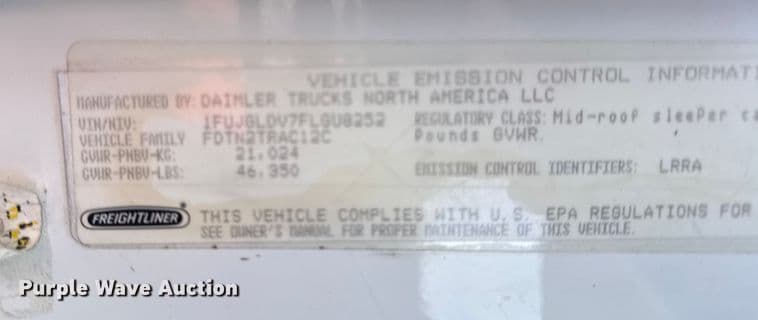 VEHICLE EMISSION CONTROL INFORMAT
MANUFACTURED BY: DAIMLER TRUCKS NORTH AMERICA LLC
VIN/NIV: 1FUJGLDV7FLGU8252 REGULATORY CLASS: Mid-roof sleeper ca
VEHICLE FAMILY FDTN2TRAC12C Pounds GVWR.
GVWR-PNBV-KG: 21,024
GVWR-PNBV-LBS: 46,350 EMISSION CONTROL IDENTIFIERS: LRRA
FREIGHTLINER THIS VEHICLE COMPLIES WITH U.S. EPA REGULATIONS FOR
SEE OWNER'S MANUAL FOR PROPER MAINTENANCE OF THIS VEHICLE.
Purple Wave Auction